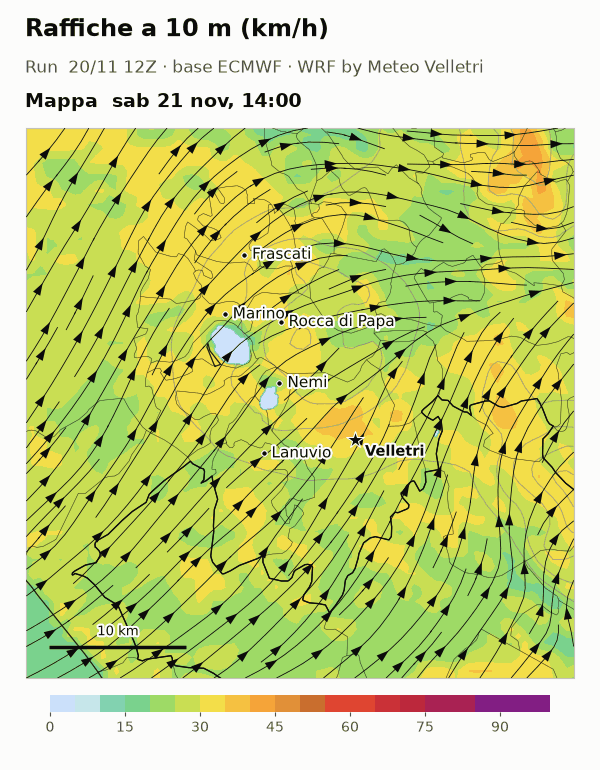 Raffiche a 10 m (km/h)
Run  20/11 12Z · base ECMWF · WRF by Meteo Velletri
Mappa  sab 21 nov, 14:00
Frascati
Marino
Rocca di Papa
Nemi
Velletri
Lanuvio
10 km
0 15 30 45 60 75 90